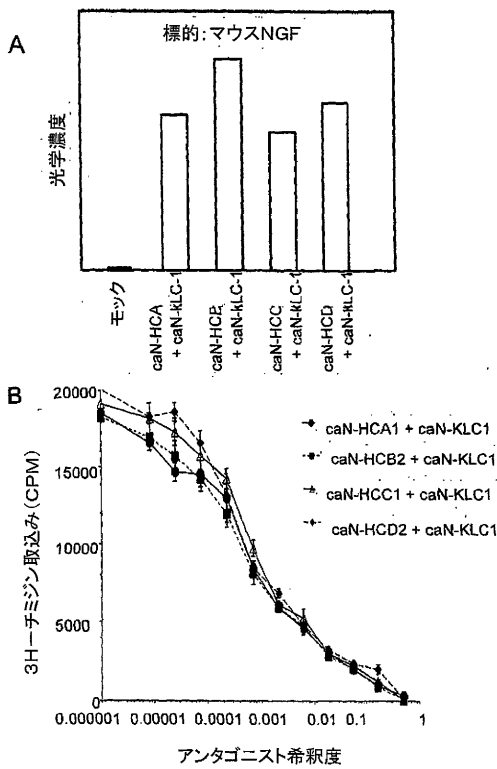 A
標的：マウスNGF
光学濃度
モック
caN-HCA
+ caN-kLC-1
caN-HCB
+ caN-kLC-1
caN-HCC
+ caN-kLC-1
caN-HCD
+ caN-kLC-1
B
20000
15000
10000
5000
0
3H－チミジン取込み（CPM）
caN-HCA1 + caN-KLC1
caN-HCB2 + caN-KLC1
caN-HCC1 + caN-KLC1
caN-HCD2 + caN-KLC1
0.000001
0.00001
0.0001
0.001
0.01
0.1
1
アンタゴニスト希釈度